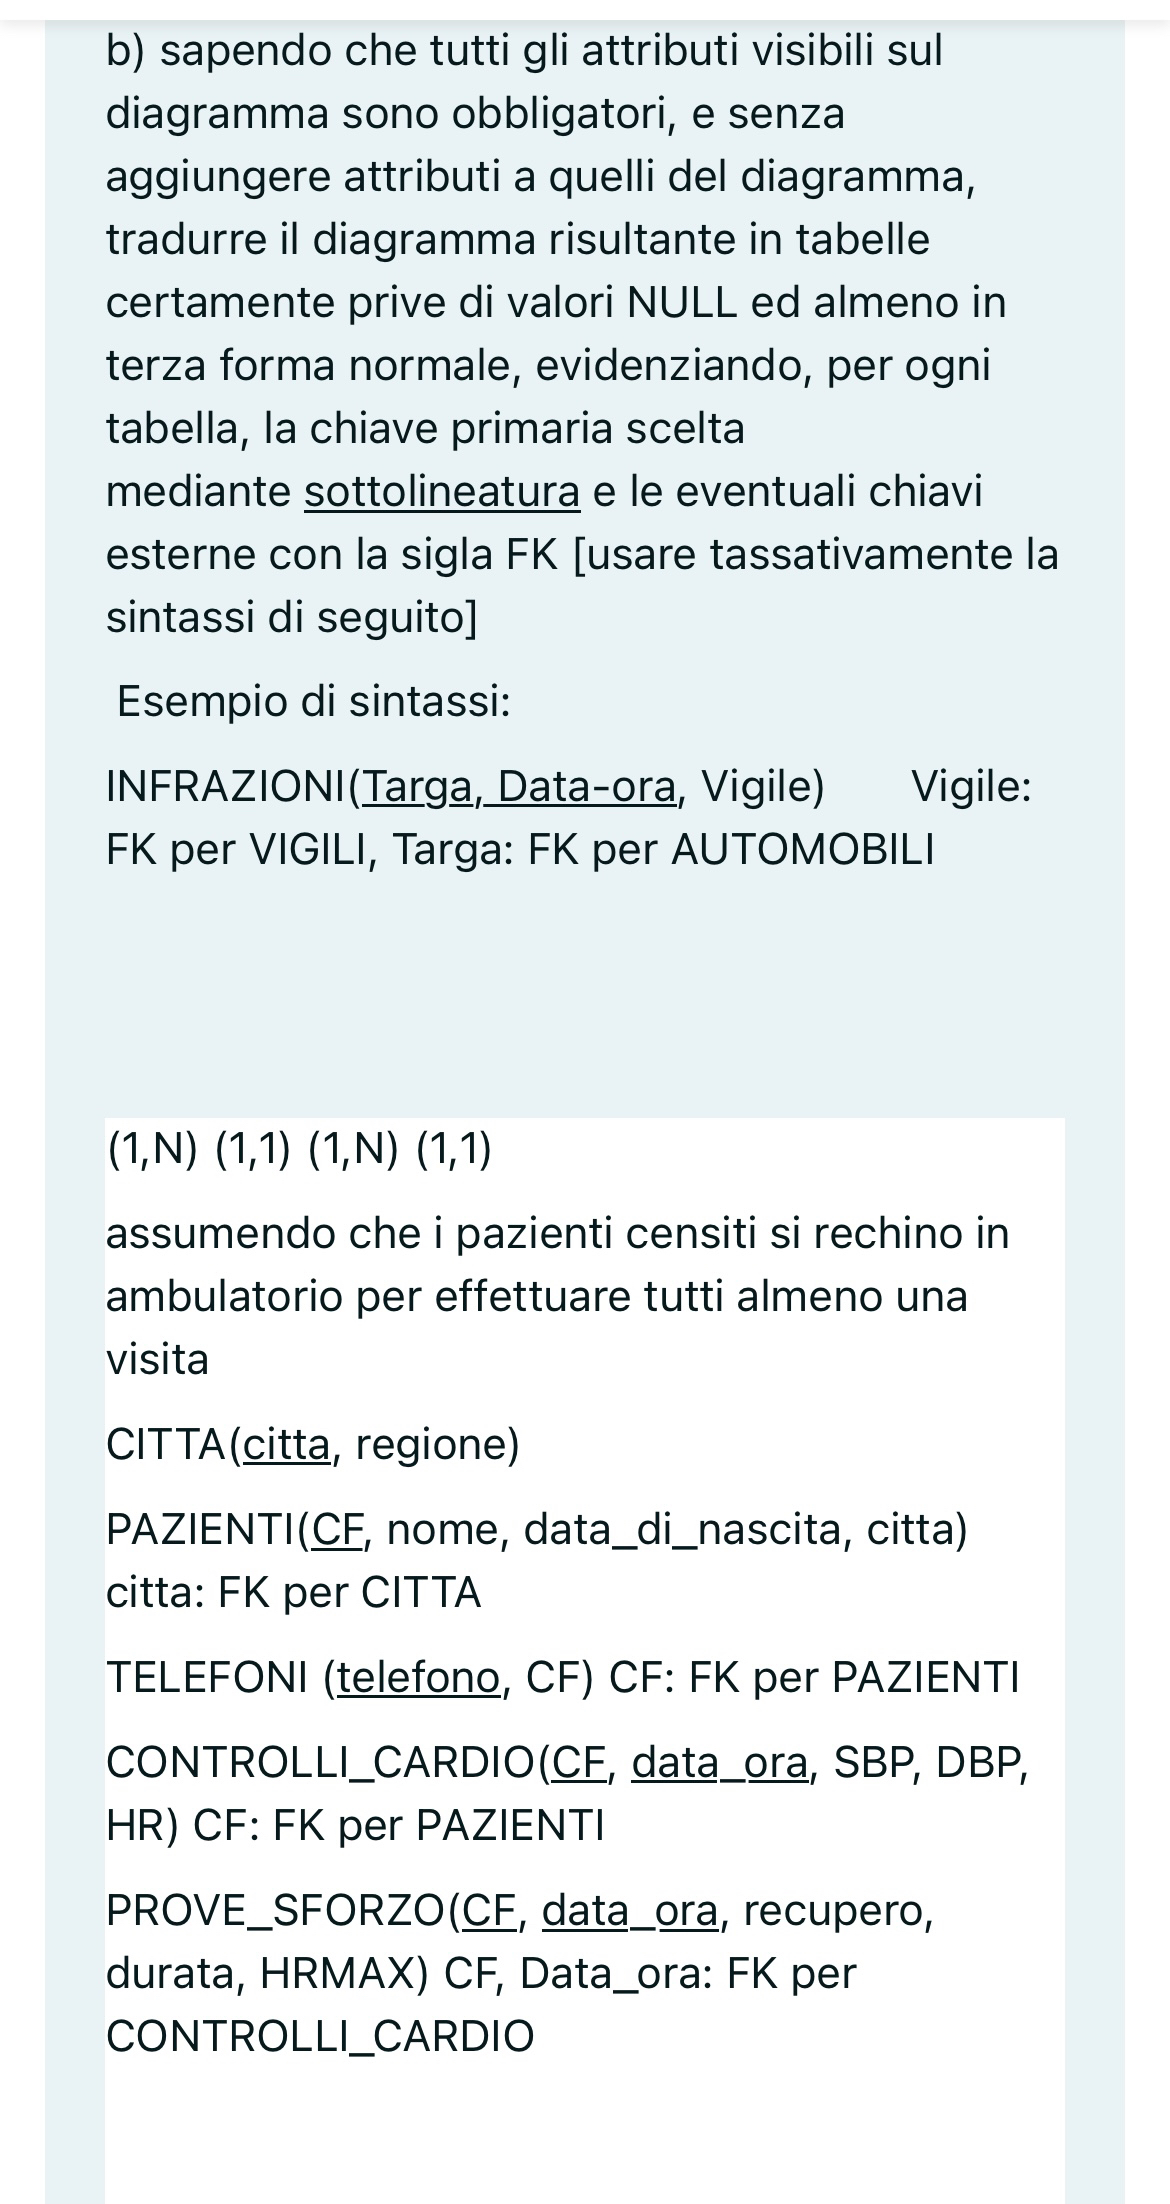 b) sapendo che tutti gli attributi visibili sul
diagramma sono obbligatori, e senza
aggiungere attributi a quelli del diagramma,
tradurre il diagramma risultante in tabelle
certamente prive di valori NULL ed almeno in
terza forma normale, evidenziando, per ogni
tabella, la chiave primaria scelta
mediante sottolineatura e le eventuali chiavi
esterne con la sigla FK [usare tassativamente la
sintassi di seguito]
Esempio di sintassi:
INFRAZIONI(Targa, Data-ora, Vigile) Vigile:
FK per VIGILI, Targa: FK per AUTOMOBILI
(1,N) (1,1) (1,N) (1,1)
assumendo che i pazienti censiti si rechino in
ambulatorio per effettuare tutti almeno una
visita
CITTA(citta, regione)
PAZIENTI(CF, nome, data_di_nascita, citta)
citta: FK per CITTA
TELEFONI (telefono, CF) CF: FK per PAZIENTI
CONTROLLI_CARDIO(CF, data_ora, SBP, DBP,
HR) CF: FK per PAZIENTI
PROVE_SFORZO(CF, data_ora, recupero,
durata, HRMAX) CF, Data_ora: FK per
CONTROLLI_CARDIO